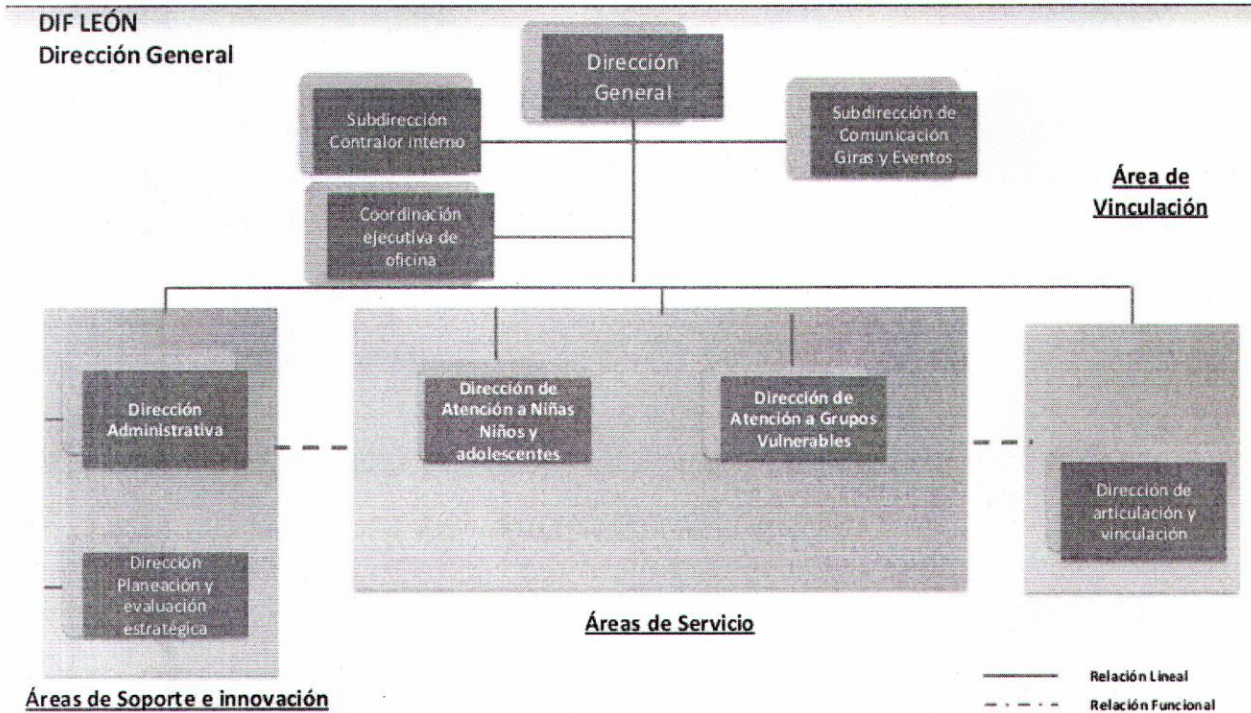 DIF LEÓN
Dirección General
Dirección
General
Subdirección
Contralor interno
Subdirección de
Comunicación
Giras y Eventos
Área de
Vinculación
Coordinación
ejecutiva de
oficina
Dirección
Administrativa
Dirección de
Atención a Niñas
Niños y
adolescentes
Dirección de
Atención a Grupos
Vulnerables
Dirección de
articulación y
vinculación
Dirección
Planeación y
evaluación
estratégica
Áreas de Servicio
Áreas de Soporte e innovación
Relación Lineal
Relación Funcional